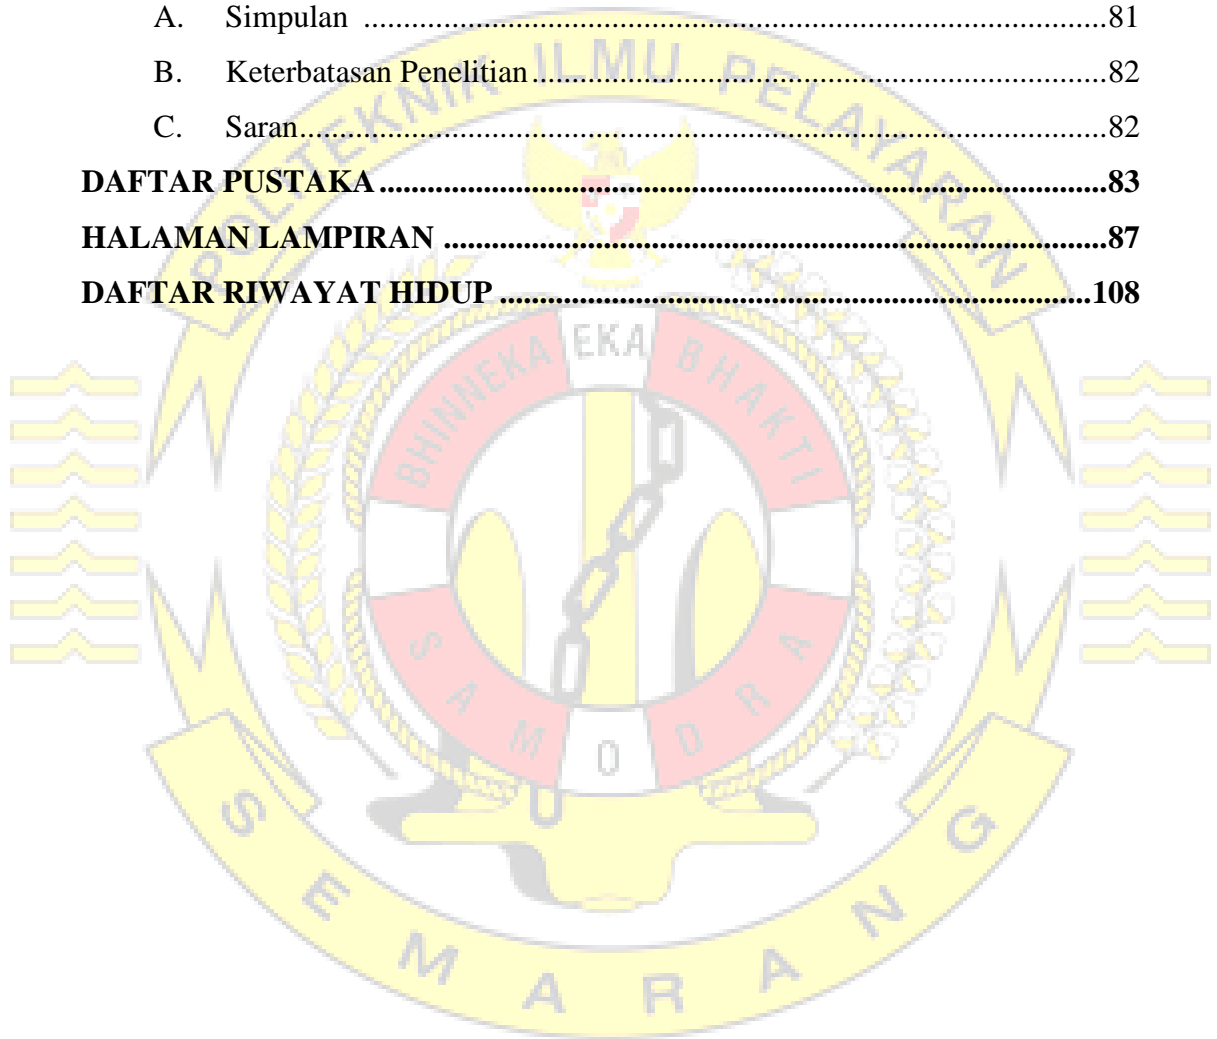 A. Simpulan ........................................................................................81
B. Keterbatasan Penelitian.....................................................................82
C. Saran.................................................................................................82
DAFTAR PUSTAKA........................................................................................83
HALAMAN LAMPIRAN ................................................................................87
DAFTAR RIWAYAT HIDUP .......................................................................108
POLITEKNIK ILMU PELAYARAN
BHINNEKA EKA BHAKTI
SAMODRA
SEMARANG